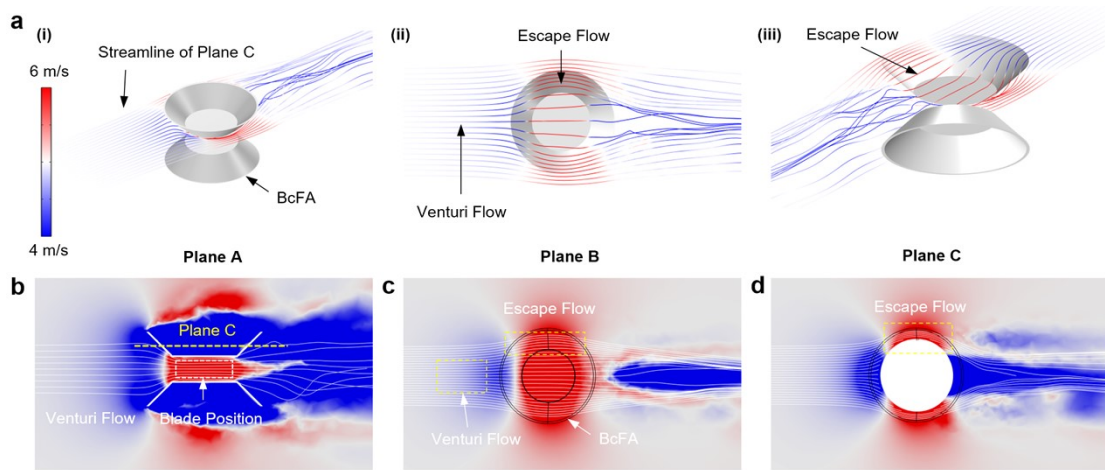 a
(i)
(ii)
(iii)
Streamline of Plane C
Escape Flow
Escape Flow
6 m/s
4 m/s
BcFA
Venturi Flow
Plane A
Plane B
Plane C
b
c
d
Plane C
Venturi Flow
Blade Position
Escape Flow
Venturi Flow
BcFA
Escape Flow